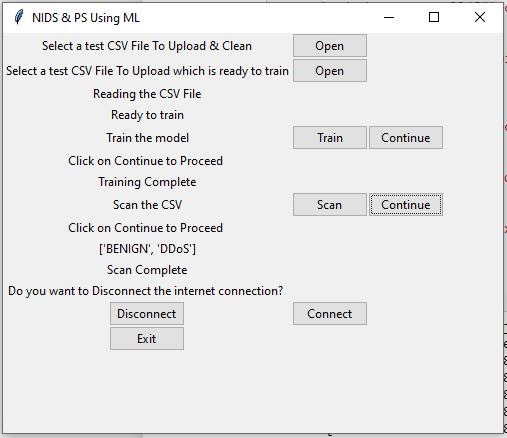 NIDS & PS Using ML
Select a test CSV File To Upload & Clean Open
Select a test CSV File To Upload which is ready to train Open
Reading the CSV File
Ready to train
Train the model Train Continue
Click on Continue to Proceed
Training Complete
Scan the CSV Scan Continue
Click on Continue to Proceed
['BENIGN', 'DDoS']
Scan Complete
Do you want to Disconnect the internet connection?
Disconnect Connect
Exit